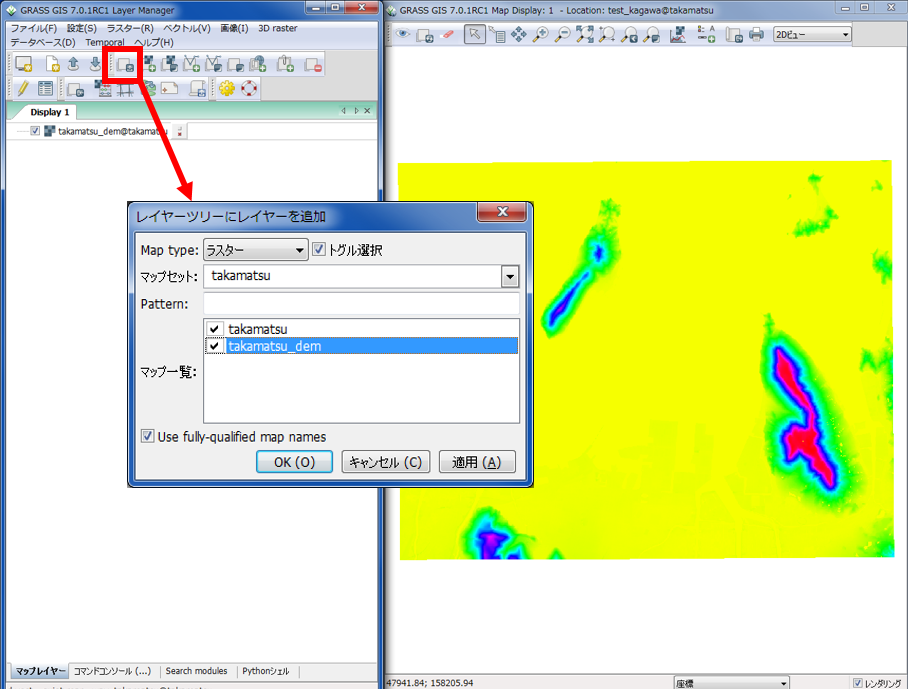 GRASS GIS 7.0.1RC1 Layer Manager
ファイル(F) 設定(S) ラスター(R) ベクトル(V) 画像(I) 3D raster
データベース(D) Temporal ヘルプ(H)
Display 1
takamatsu_dem@takamatsu
GRASS GIS 7.0.1RC1 Map Display: 1 - Location: test_kagawa@takamatsu
2Dビュー
レイヤーツリーにレイヤーを追加
Map type: ラスター トグル選択
マップセット: takamatsu
Pattern:
takamatsu
takamatsu_dem
マップ一覧:
Use fully-qualified map names
OK (O) キャンセル (C) 適用 (A)
マップレイヤー コマンドコンソール (...) Search modules Pythonシェル
47941.84; 158205.94 座標 レンダリング